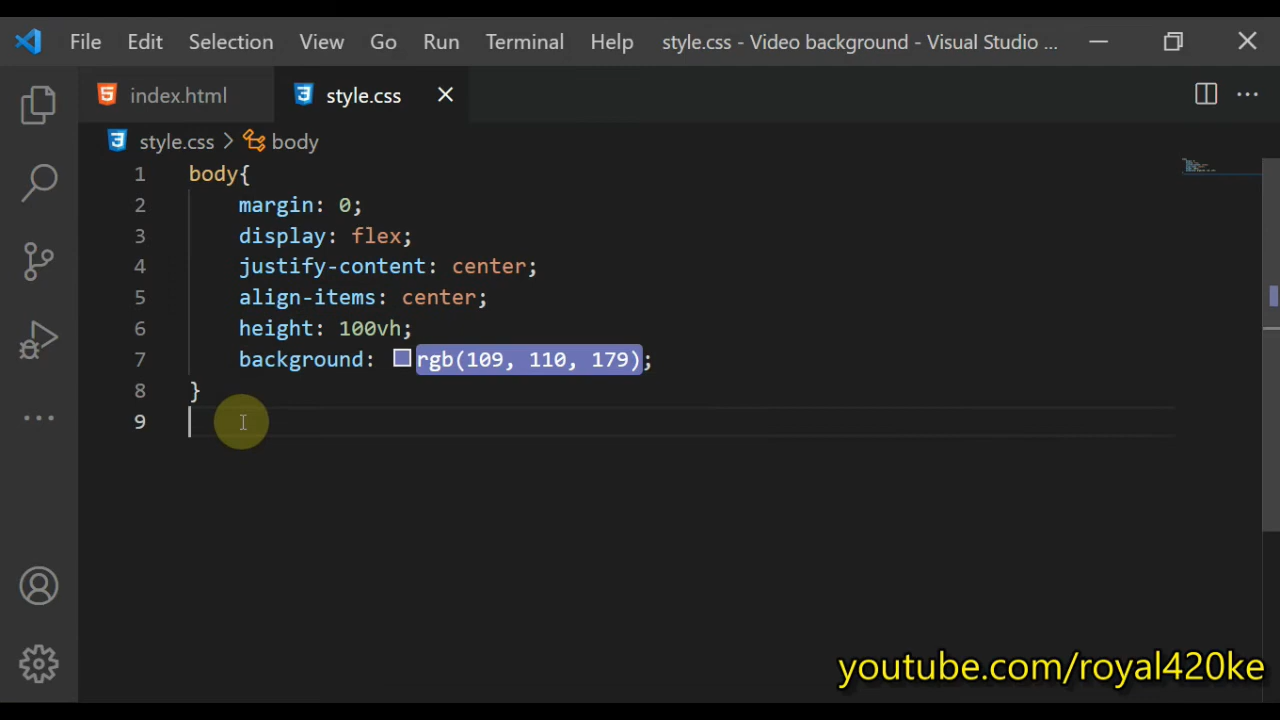 File Edit Selection View Go Run Terminal Help style.css - Video background - Visual Studio ...
index.html style.css
style.css > body
1 body{
2 margin: 0;
3 display: flex;
4 justify-content: center;
5 align-items: center;
6 height: 100vh;
7 background: rgb(109, 110, 179);
8 }
9
youtube.com/royal420ke